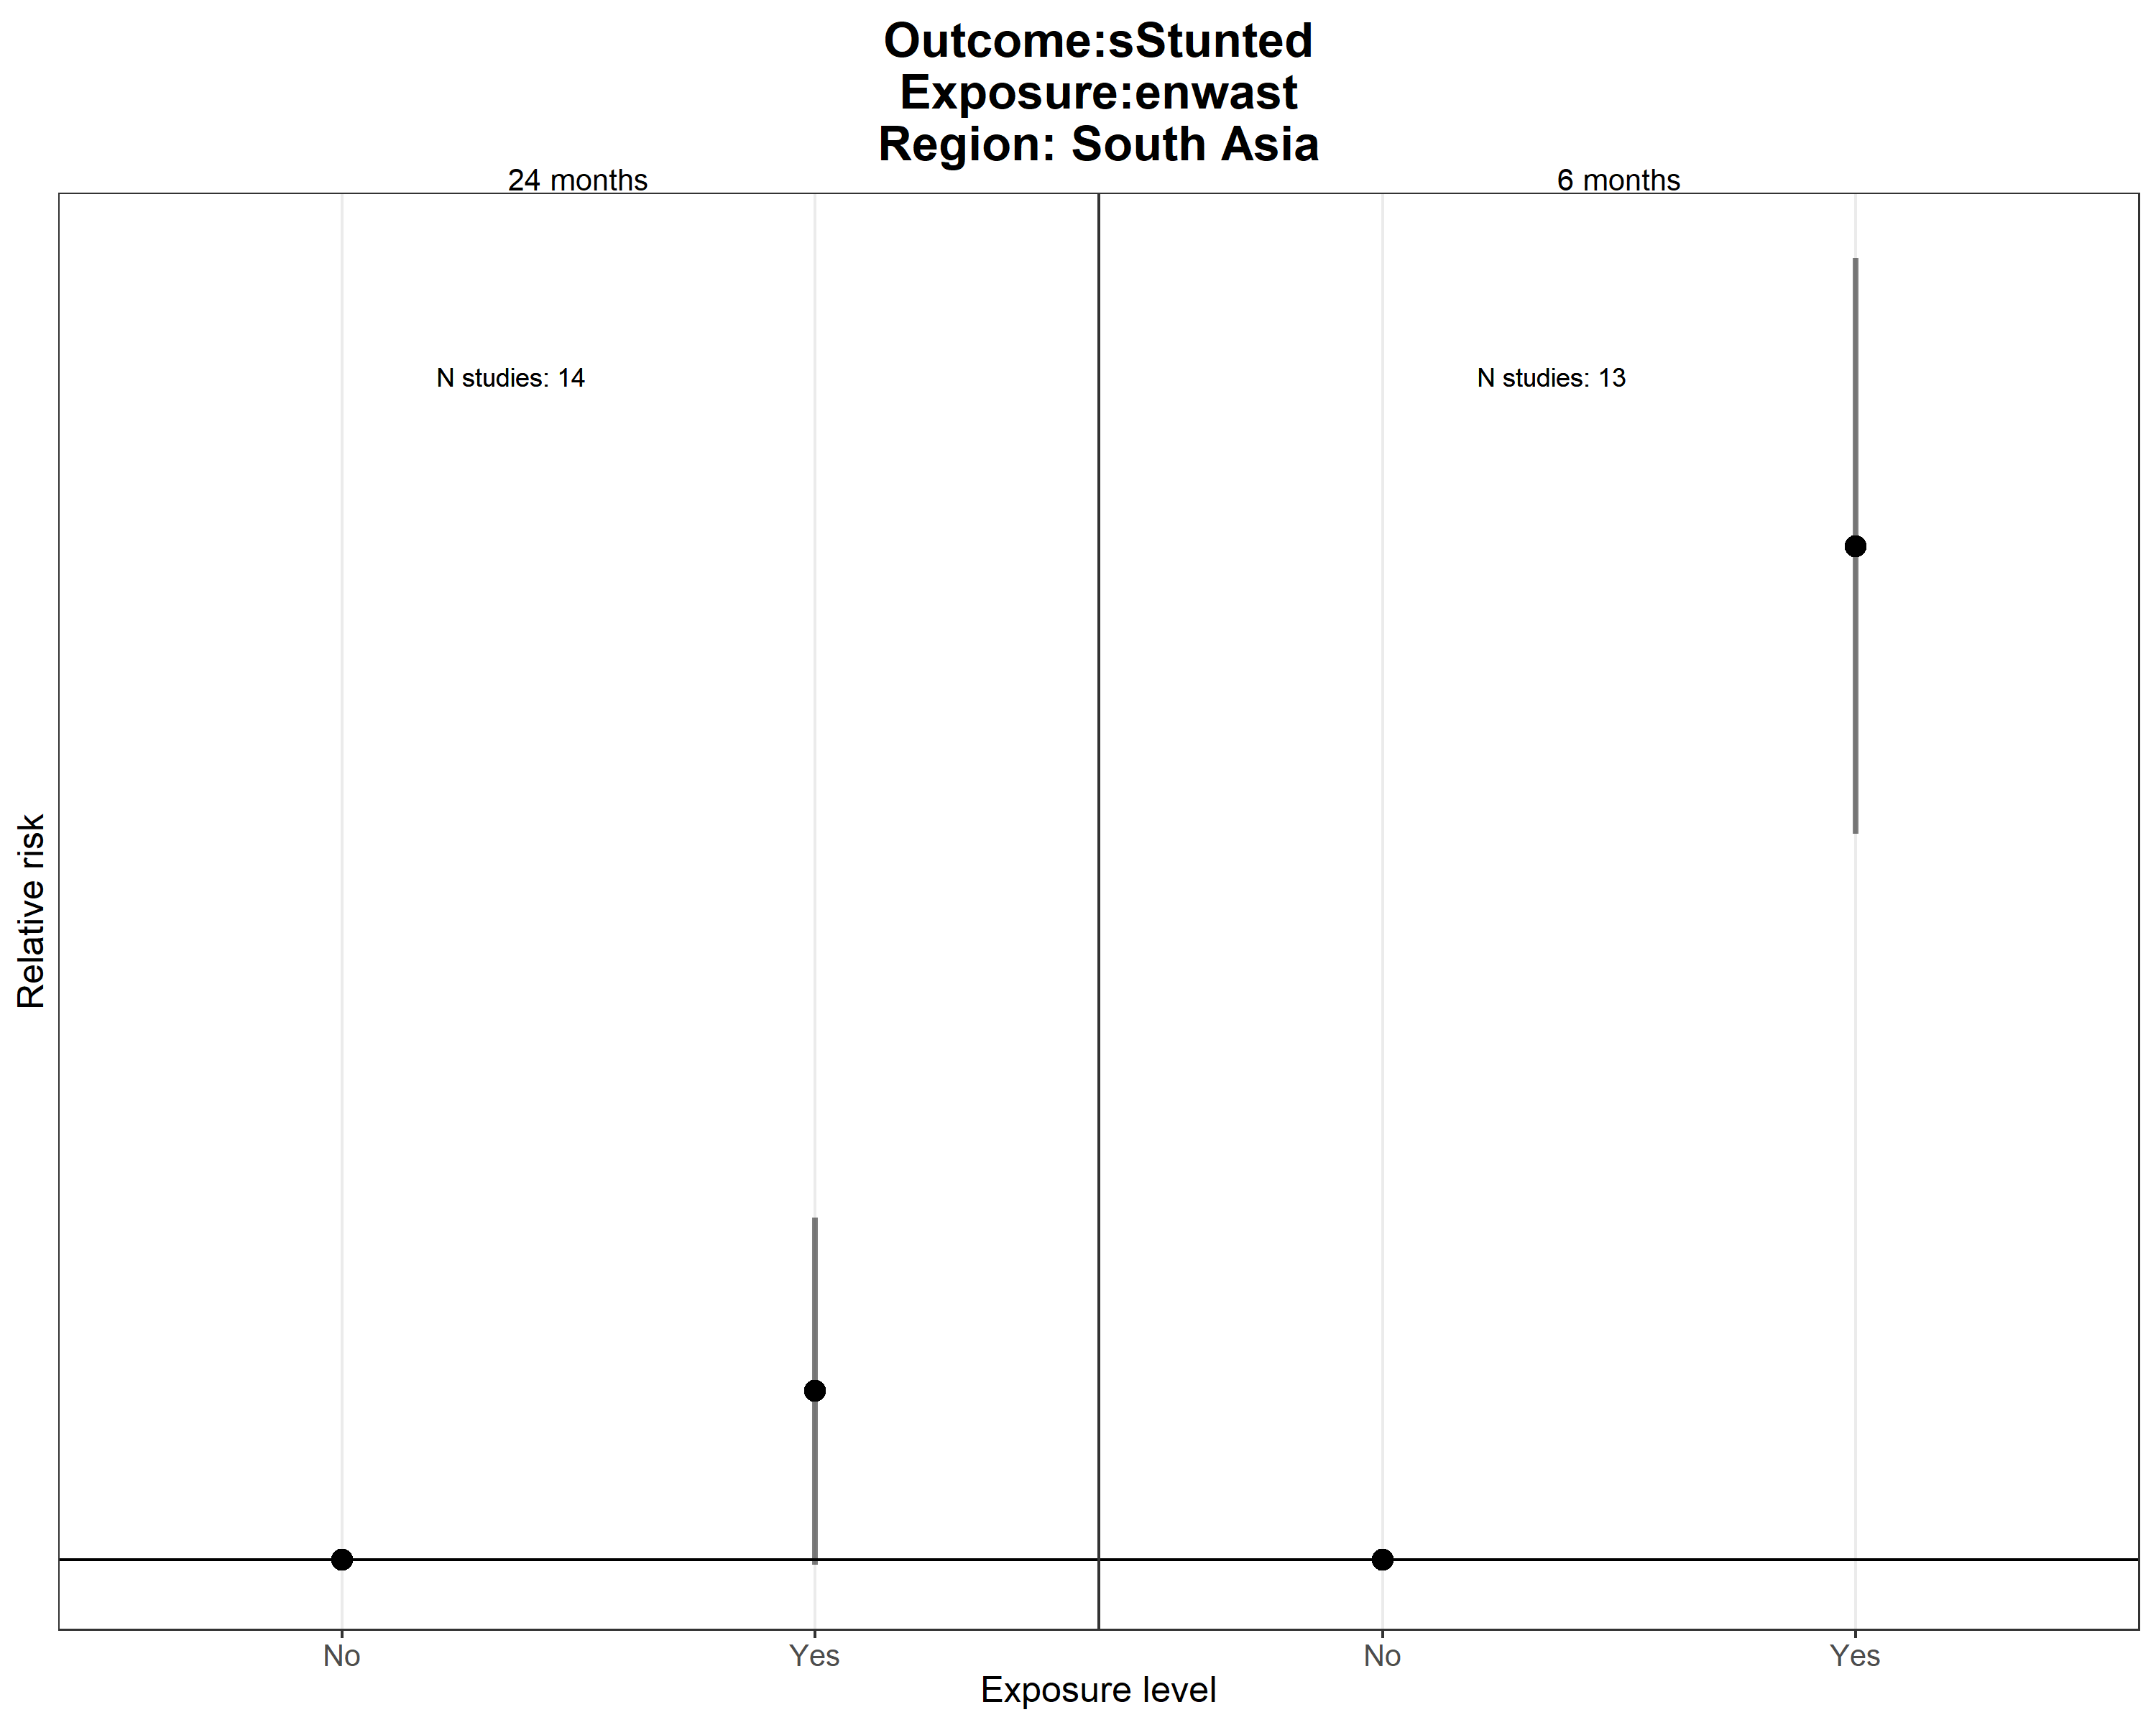 Outcome:sStunted
Exposure:enwast
Region: South Asia
24 months
6 months
N studies: 14
N studies: 13
Relative risk
No
Yes
No
Yes
Exposure level